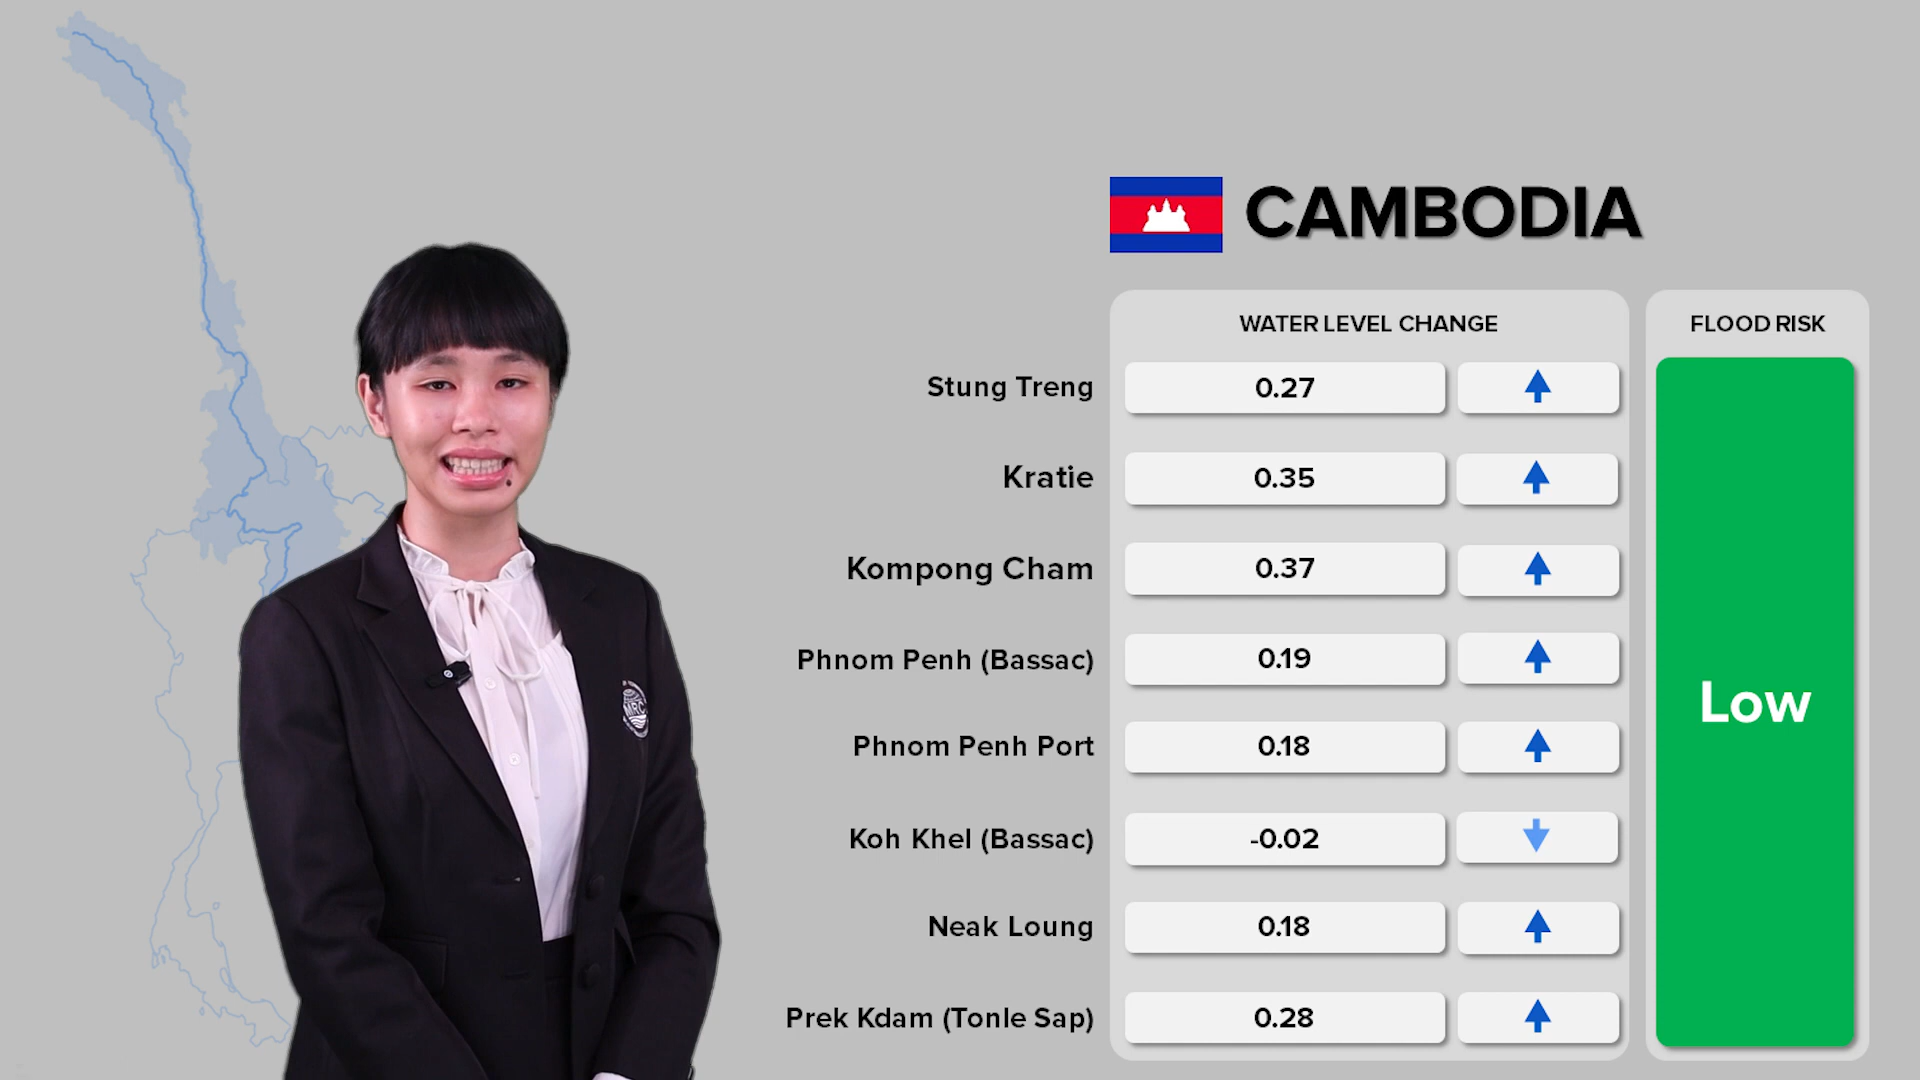 CAMBODIA
WATER LEVEL CHANGE
FLOOD RISK
Stung Treng 0.27
Kratie 0.35
Kompong Cham 0.37
Phnom Penh (Bassac) 0.19
Phnom Penh Port 0.18
Koh Khel (Bassac) -0.02
Neak Loung 0.18
Prek Kdam (Tonle Sap) 0.28
Low
MRC